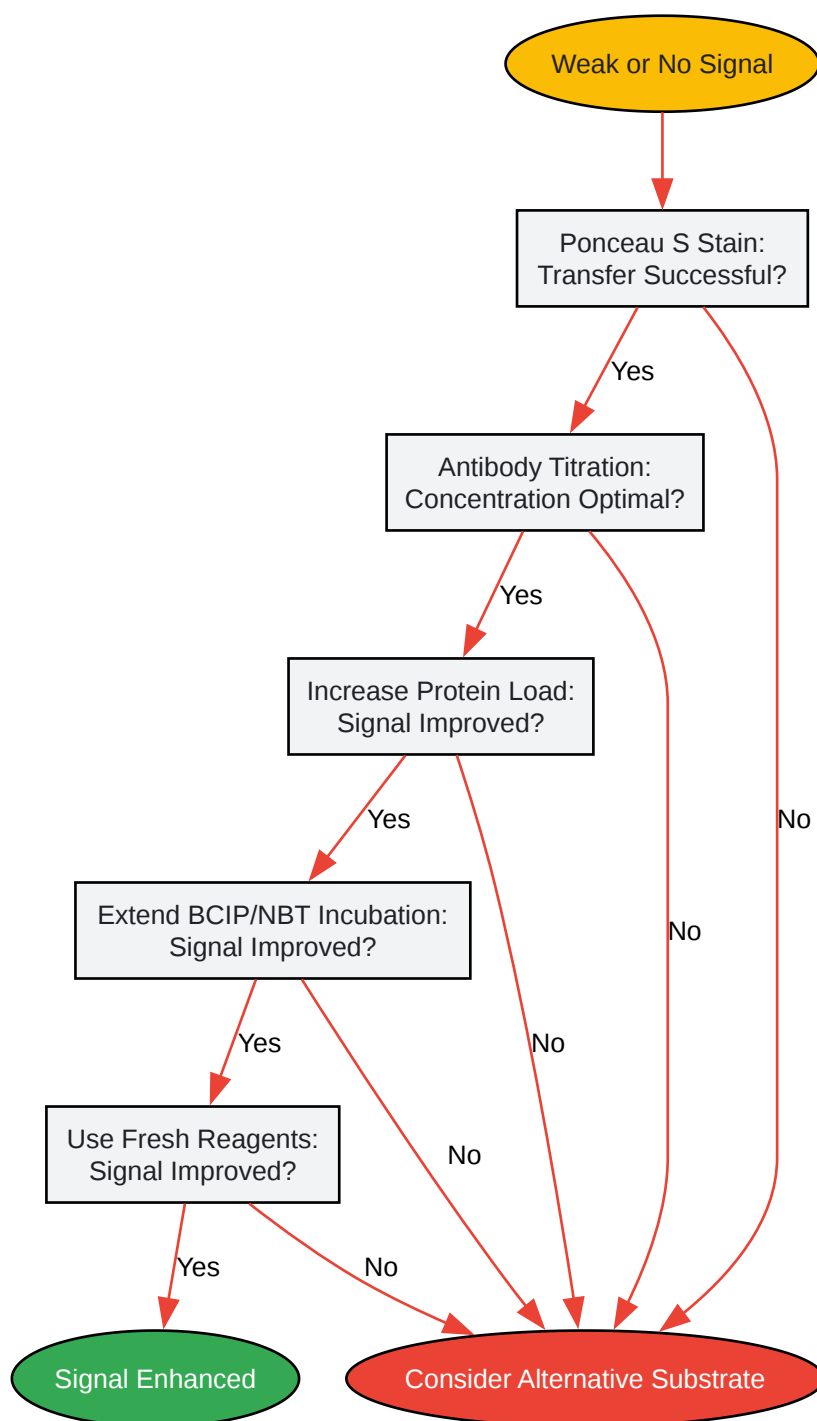 Weak or No Signal
Ponceau S Stain:
Transfer Successful?
Yes
Antibody Titration:
Concentration Optimal?
Yes
Increase Protein Load:
Signal Improved?
Yes
No
Extend BCIP/NBT Incubation:
Signal Improved?
No
Yes
No
Use Fresh Reagents:
Signal Improved?
No
Yes
No
Signal Enhanced
Consider Alternative Substrate